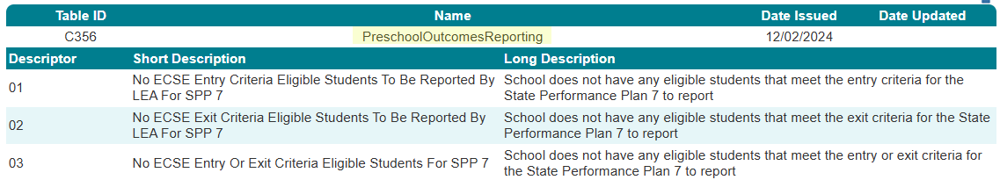 Table ID Name Date Issued Date Updated
C356 PreschoolOutcomesReporting 12/02/2024
Descriptor Short Description Long Description
01 No ECSE Entry Criteria Eligible Students To Be Reported By LEA For SPP 7 School does not have any eligible students that meet the entry criteria for the State Performance Plan 7 to report
02 No ECSE Exit Criteria Eligible Students To Be Reported By LEA For SPP 7 School does not have any eligible students that meet the exit criteria for the State Performance Plan 7 to report
03 No ECSE Entry Or Exit Criteria Eligible Students For SPP 7 School does not have any eligible students that meet the entry or exit criteria for the State Performance Plan 7 to report